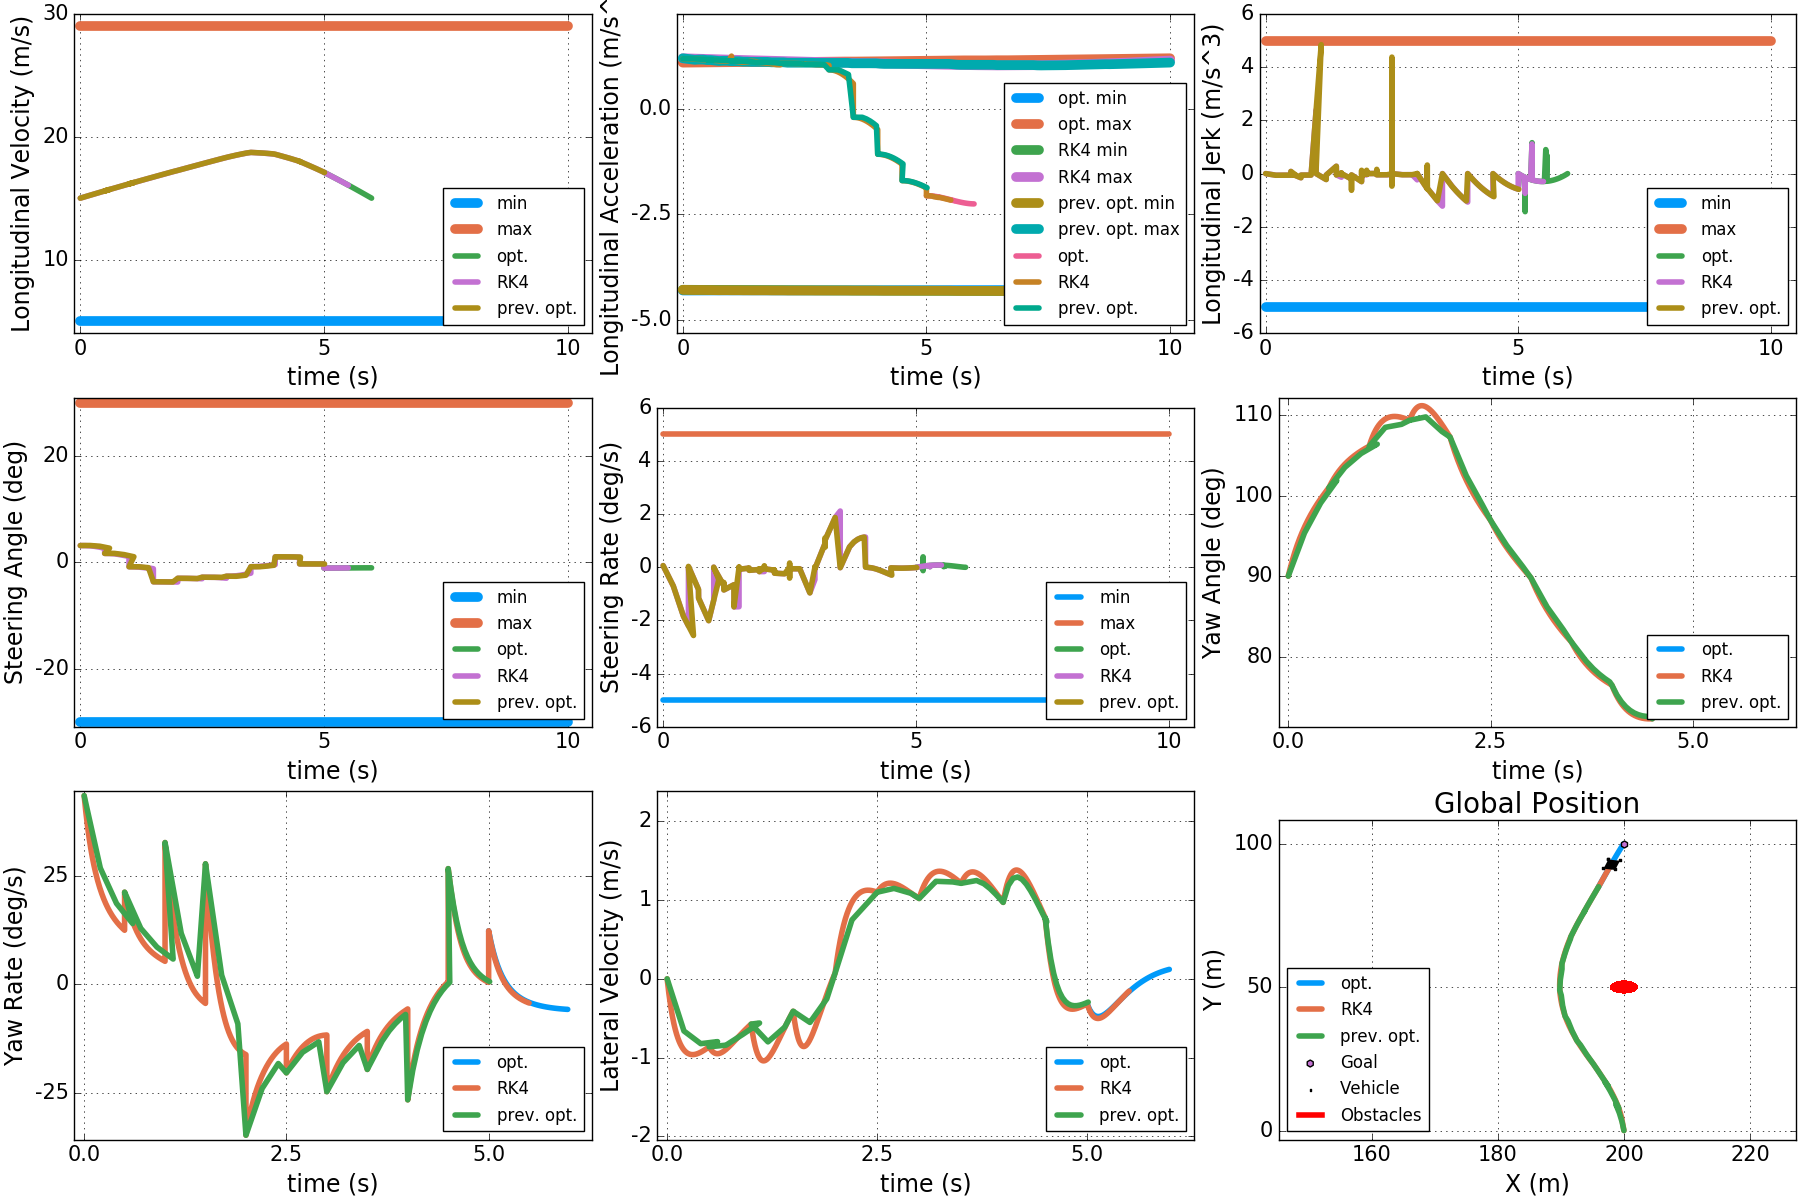 Longitudinal Velocity (m/s)
30
20
10
0
5
10
time (s)
min
max
opt.
RK4
prev. opt.
Longitudinal Acceleration (m/s^
0.0
-2.5
-5.0
0
5
10
time (s)
opt. min
opt. max
RK4 min
RK4 max
prev. opt. min
prev. opt. max
opt.
RK4
prev. opt.
Longitudinal Jerk (m/s^3)
6
4
2
0
-2
-4
-6
0
5
10
time (s)
min
max
opt.
RK4
prev. opt.
Steering Angle (deg)
20
0
-20
0
5
10
time (s)
min
max
opt.
RK4
prev. opt.
Steering Rate (deg/s)
6
4
2
0
-2
-4
-6
0
5
10
time (s)
min
max
opt.
RK4
prev. opt.
Yaw Angle (deg)
110
100
90
80
0.0
2.5
5.0
time (s)
opt.
RK4
prev. opt.
Yaw Rate (deg/s)
25
0
-25
0.0
2.5
5.0
time (s)
opt.
RK4
prev. opt.
Lateral Velocity (m/s)
2
1
0
-1
-2
0.0
2.5
5.0
time (s)
opt.
RK4
prev. opt.
Global Position
Y (m)
100
50
0
160
180
200
220
X (m)
opt.
RK4
prev. opt.
Goal
Vehicle
Obstacles